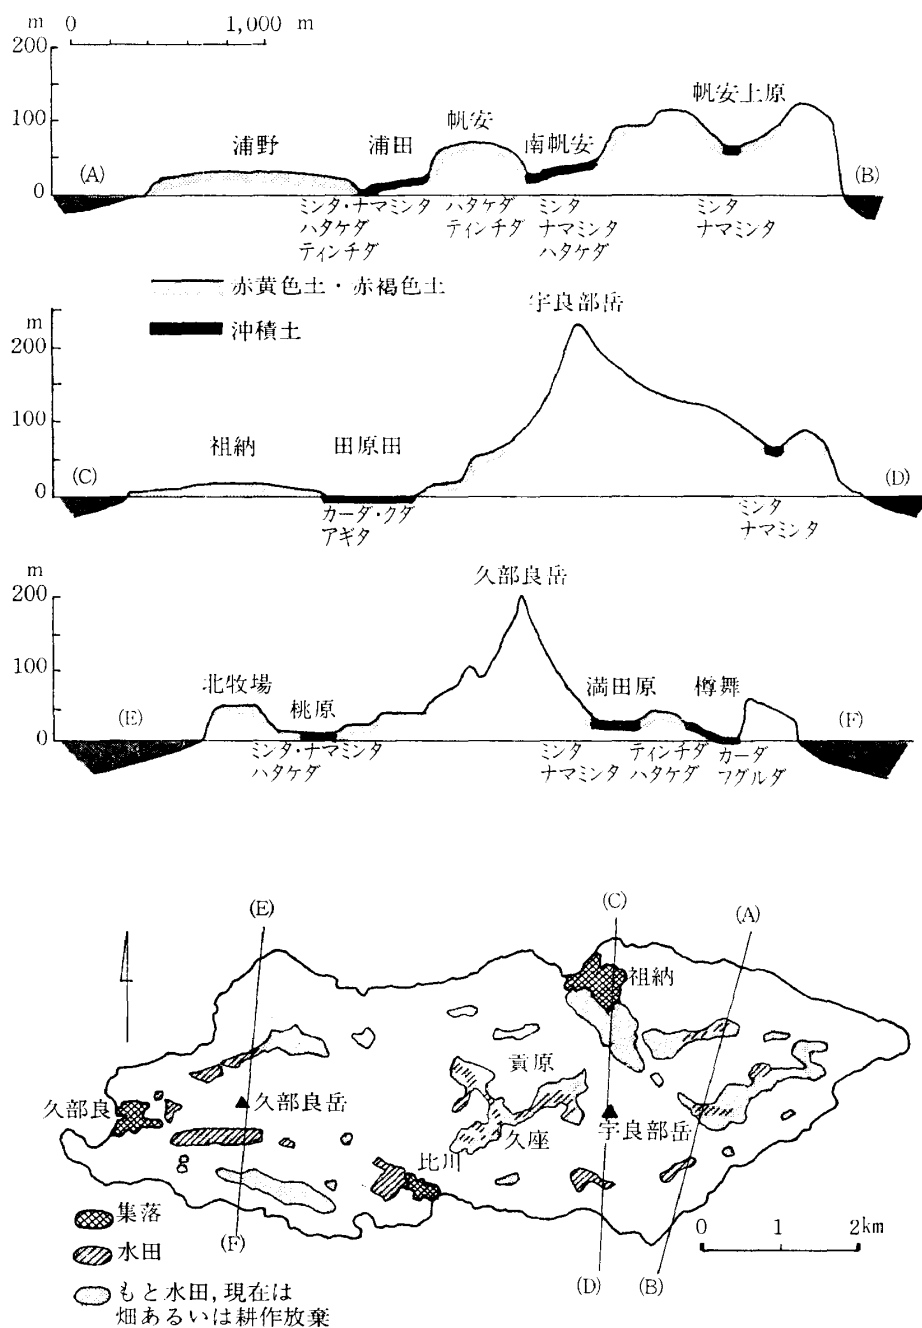 m 0 1,000 m
200
100
0
(A)
浦野
浦田
帆安
南帆安
帆安上原
(B)
ミンタ・ナマミンタ
ハタケダ
ティンチダ
ハタケダ
ティンチダ
ミンタ
ナマミンタ
ハタケダ
ミンタ
ナマミンタ
赤黄色土・赤褐色土
沖積土
m
200
100
0
(C)
祖納
田原田
宇良部岳
(D)
カーダ・クダ
アギタ
ミンタ
ナマミンタ
m
200
100
0
(E)
北牧場
桃原
久部良岳
満田原
樽舞
(F)
ミンタ・ナマミンタ
ハタケダ
ミンタ
ナマミンタ
ティンチダ
ハタケダ
カーダ
フグルダ
(E)
(C)
(A)
祖納
貢原
久部良
久部良岳
久座
宇良部岳
比川
(F)
(D)
(B)
集落
水田
もと水田,現在は
畑あるいは耕作放棄
0 1 2km